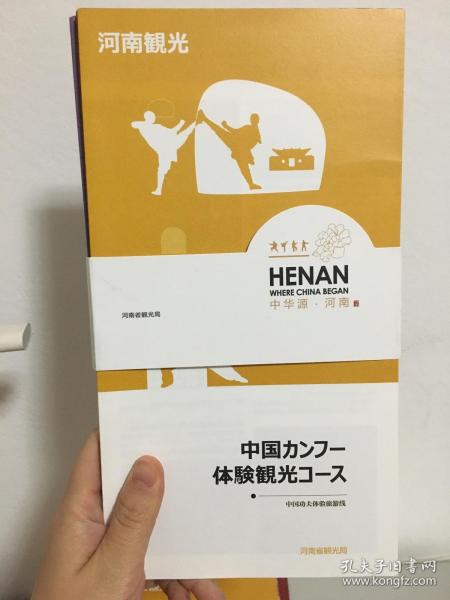 河南観光
HENAN
WHERE CHINA BEGAN
中华源·河南
河南省観光局
中国カンフー
体験観光コース
中国功夫体验旅游线
河南省観光局
孔夫子旧书网
www.kongfz.com